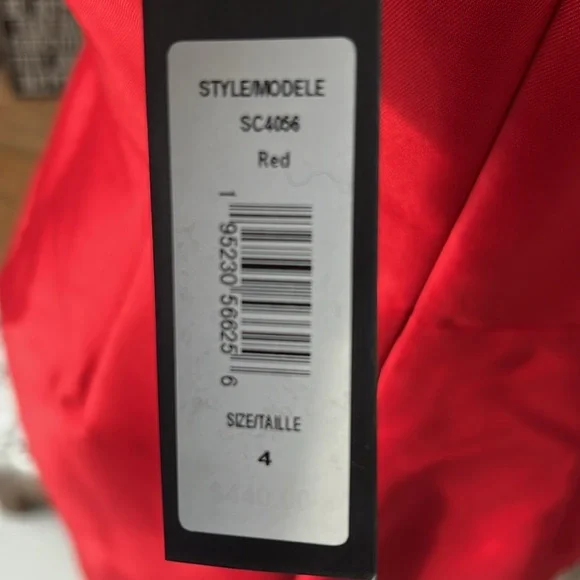 STYLE/MODELE
SC4056
Red
1 95230 56625 6
SIZE/TAILLE
4